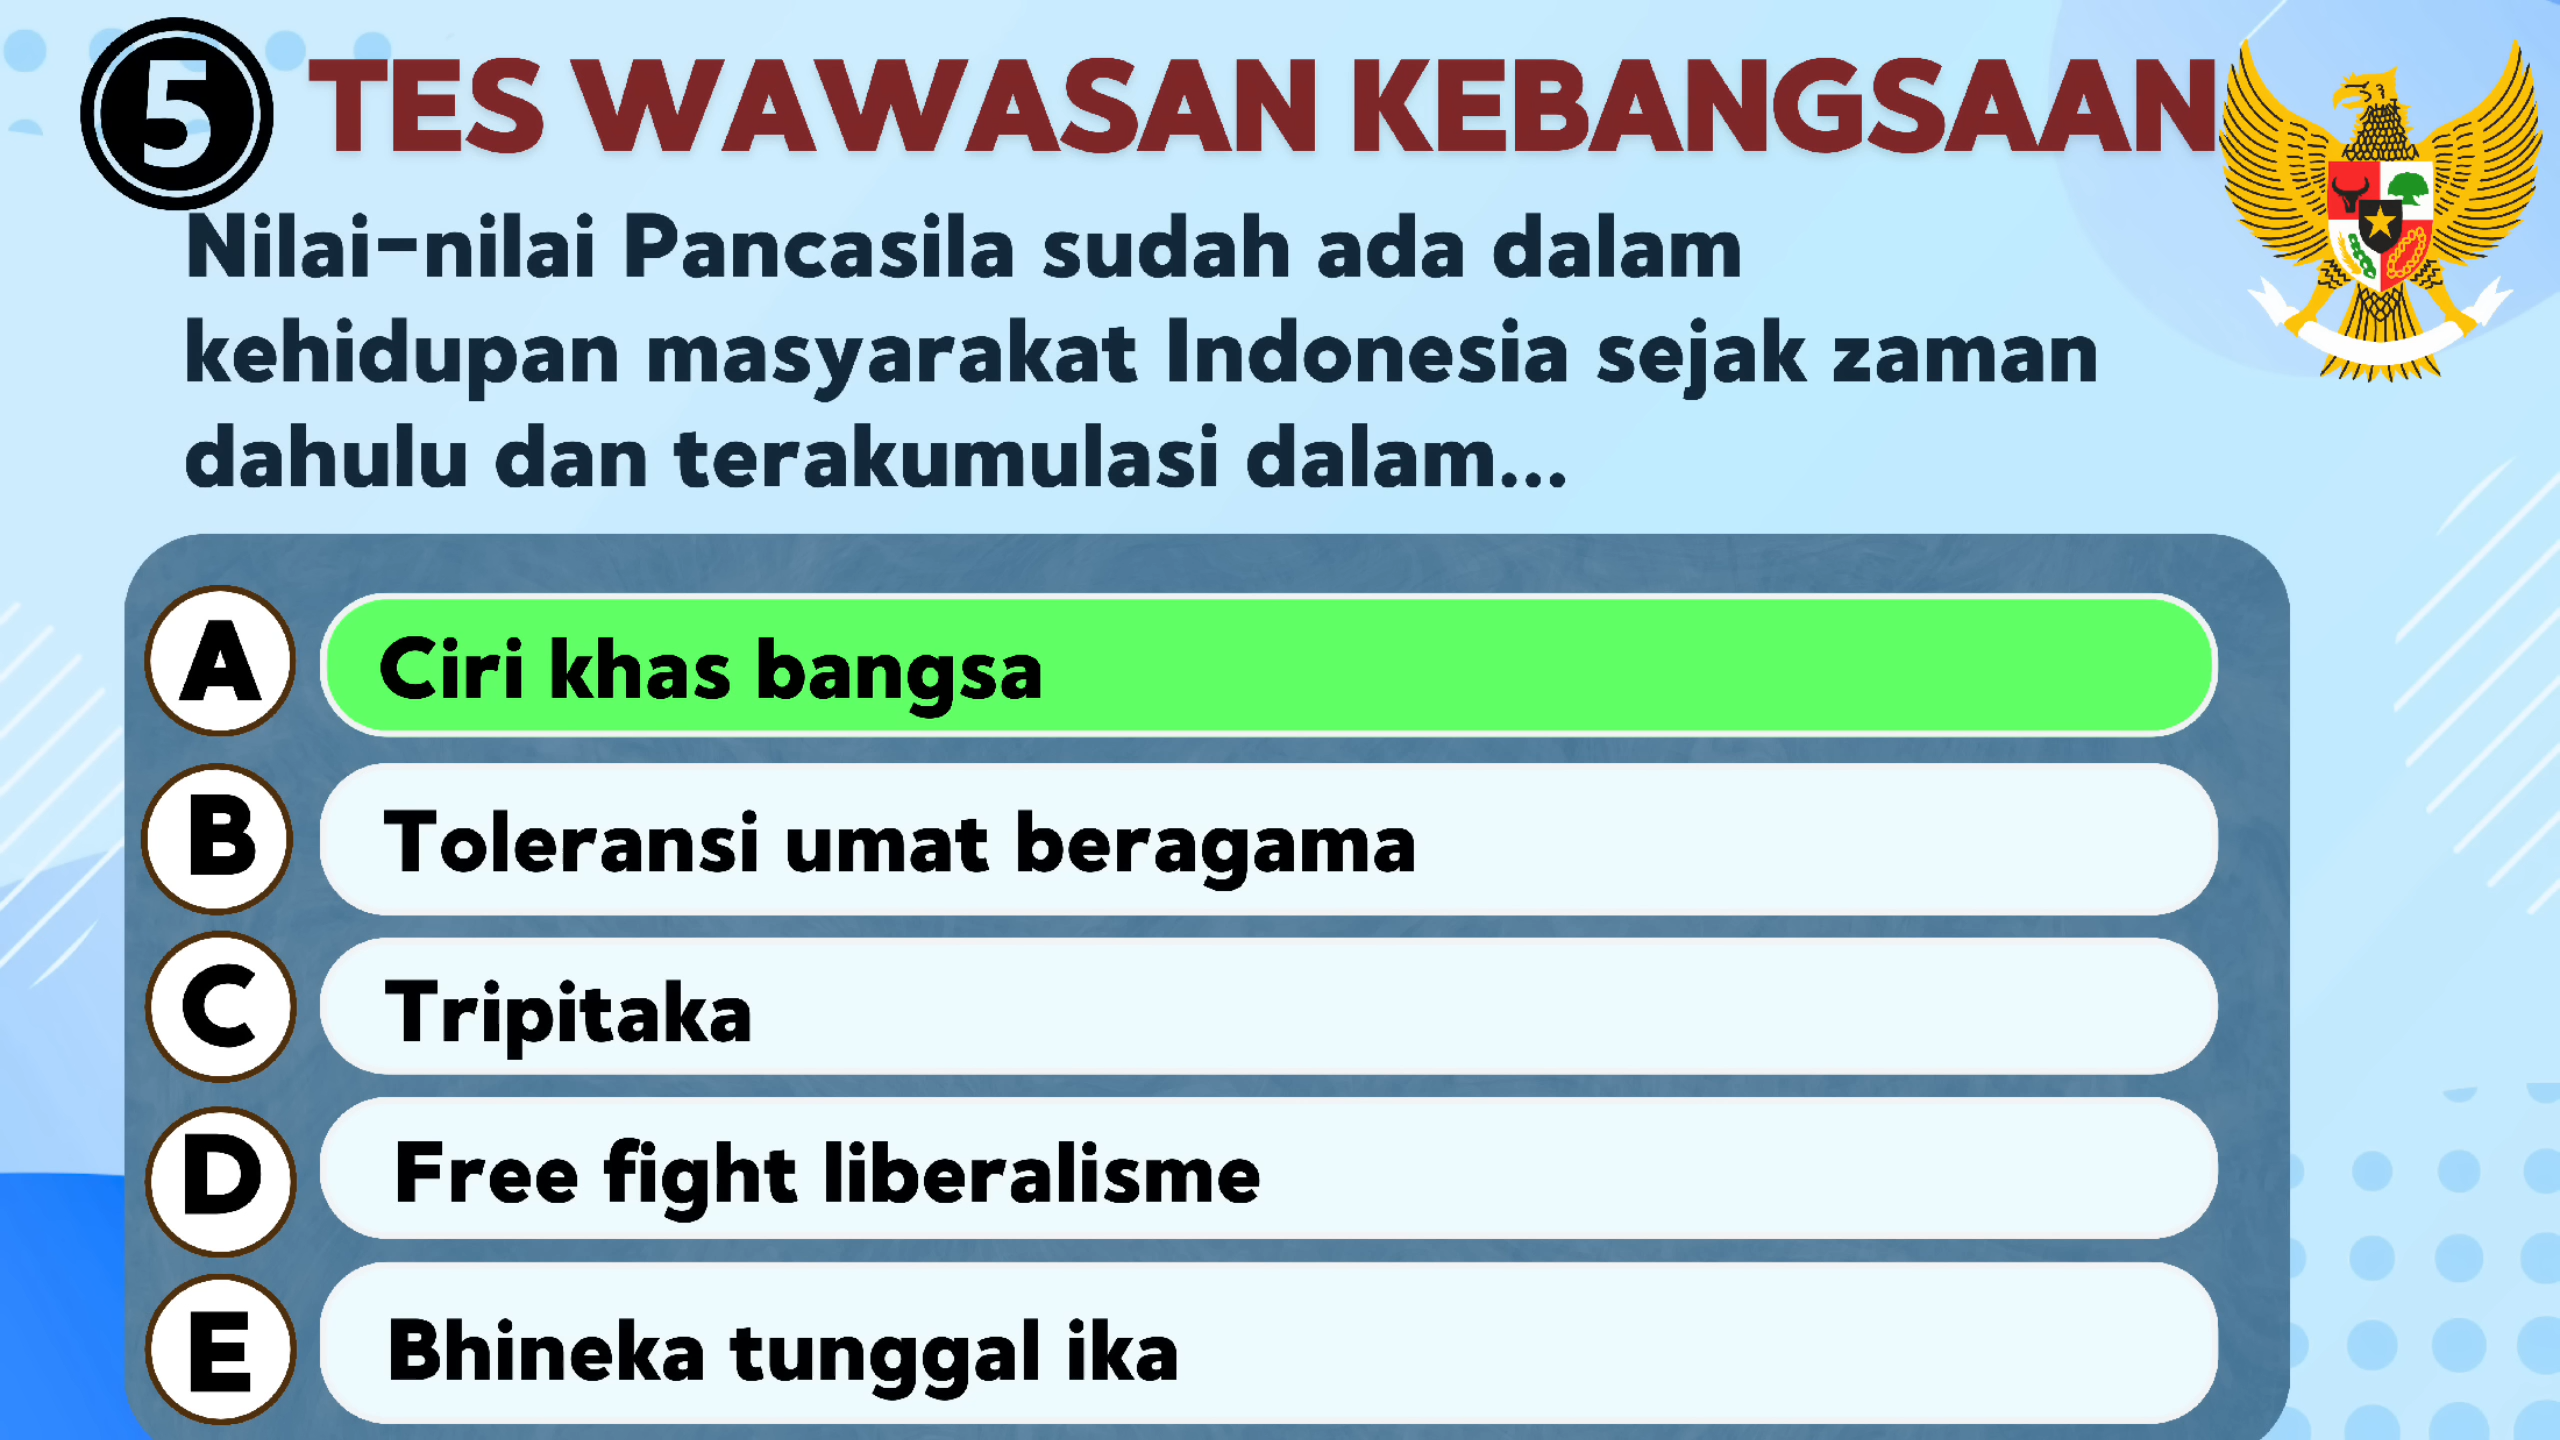 5 TES WAWASAN KEBANGSAAN
Nilai-nilai Pancasila sudah ada dalam
kehidupan masyarakat Indonesia sejak zaman
dahulu dan terakumulasi dalam...
A Ciri khas bangsa
B Toleransi umat beragama
C Tripitaka
D Free fight liberalisme
E Bhineka tunggal ika